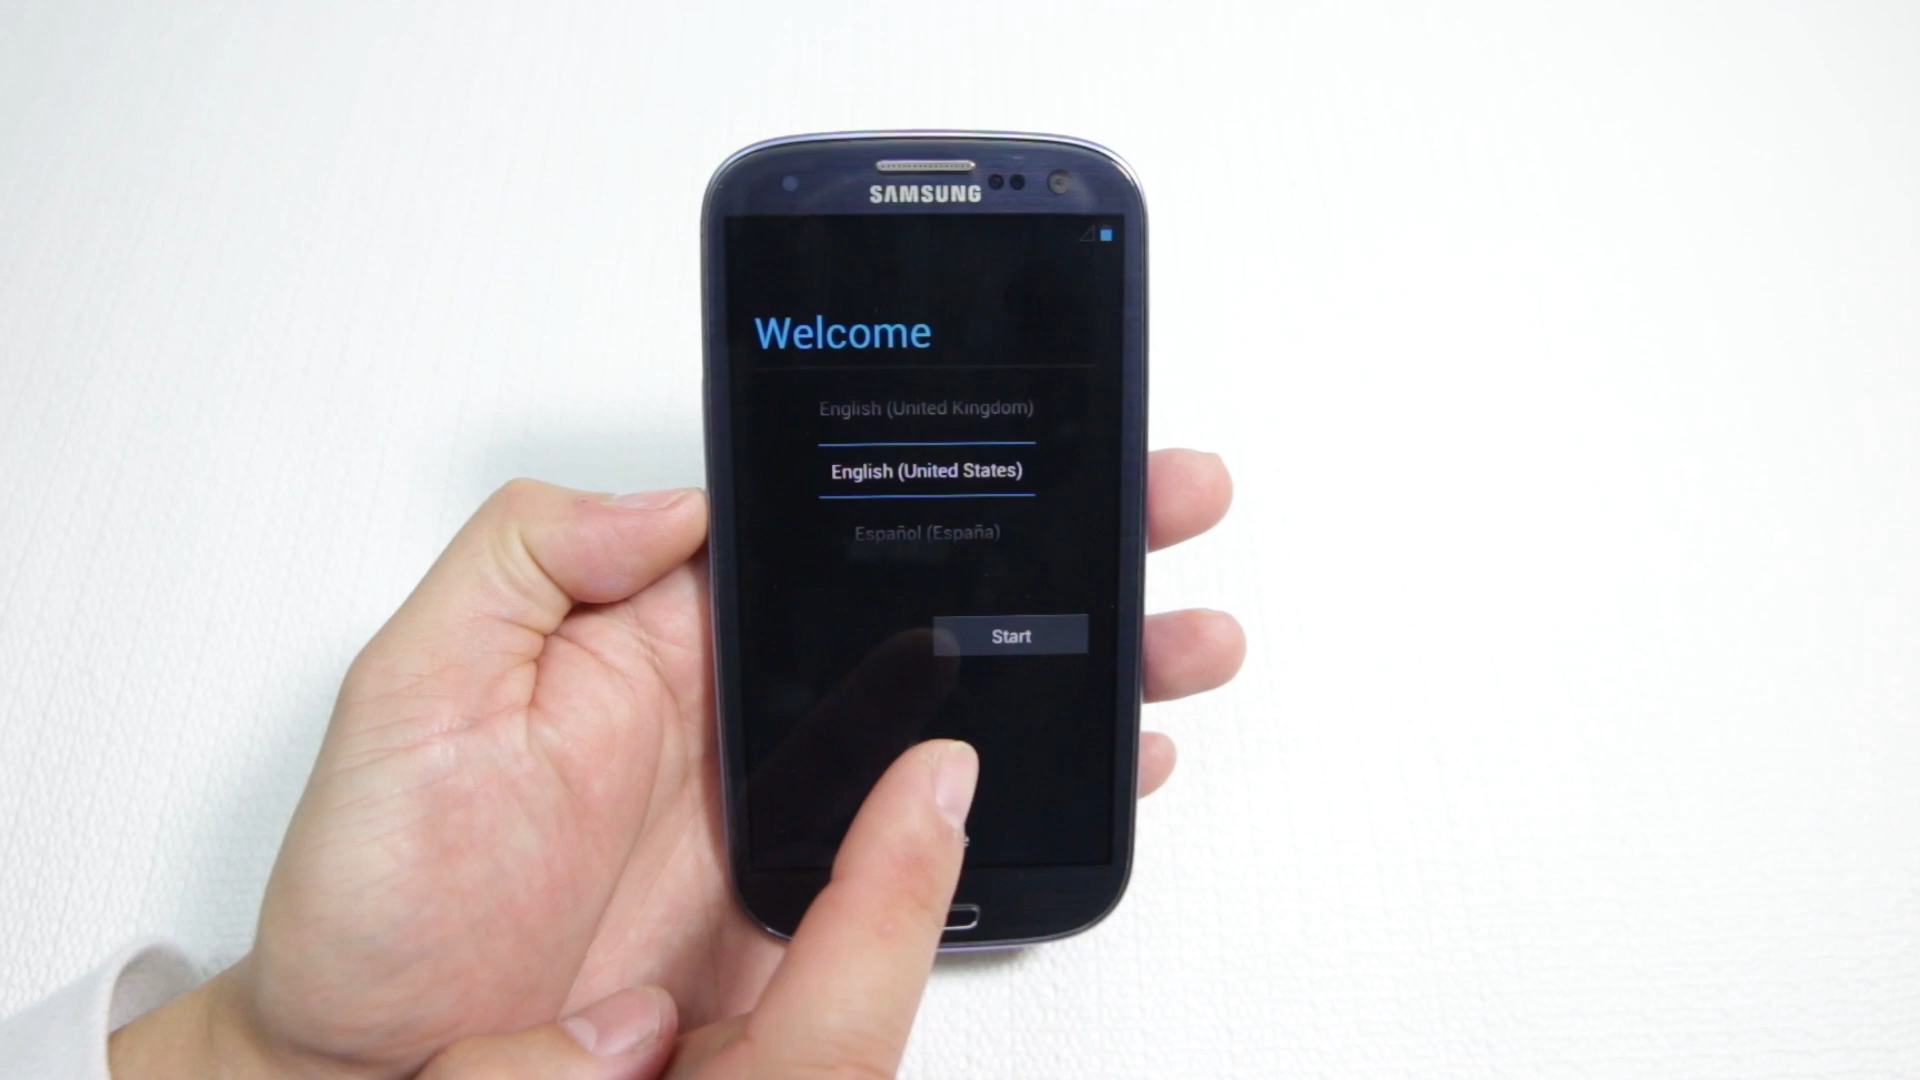 SAMSUNG
Welcome
English (United Kingdom)
English (United States)
Español (España)
Start